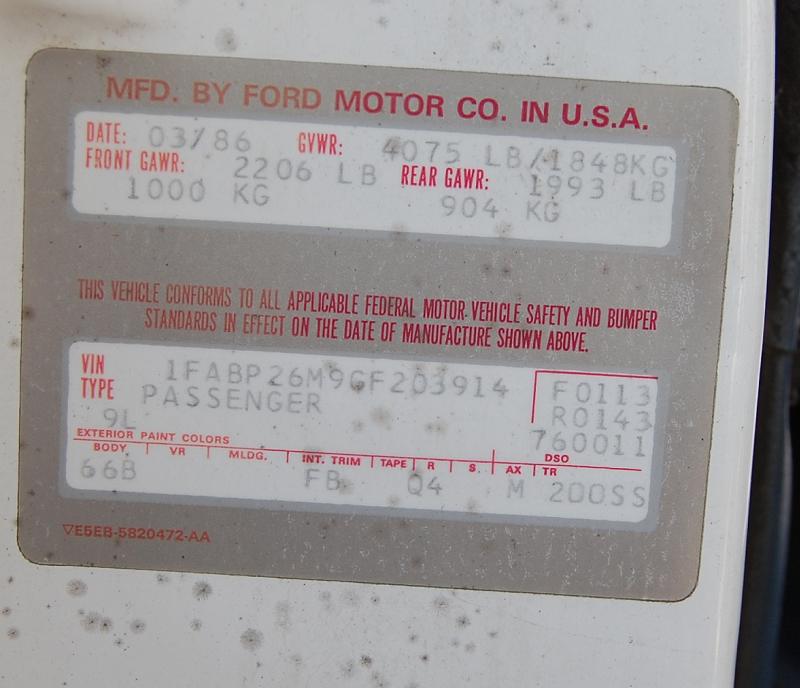 MFD. BY FORD MOTOR CO. IN U.S.A.
DATE: 03/86 GVWR: 4075 LB/1848KG
FRONT GAWR: 2206 LB REAR GAWR: 1993 LB
1000 KG 904 KG
THIS VEHICLE CONFORMS TO ALL APPLICABLE FEDERAL MOTOR VEHICLE SAFETY AND BUMPER
STANDARDS IN EFFECT ON THE DATE OF MANUFACTURE SHOWN ABOVE.
VIN 1FABP26M9GF203914 F0113
TYPE PASSENGER R0143
9L 760011
EXTERIOR PAINT COLORS DSO
BODY VR MLDG. INT. TRIM TAPE R S. AX TR
66B FB Q4 M 200SS
▽E5EB-5820472-AA